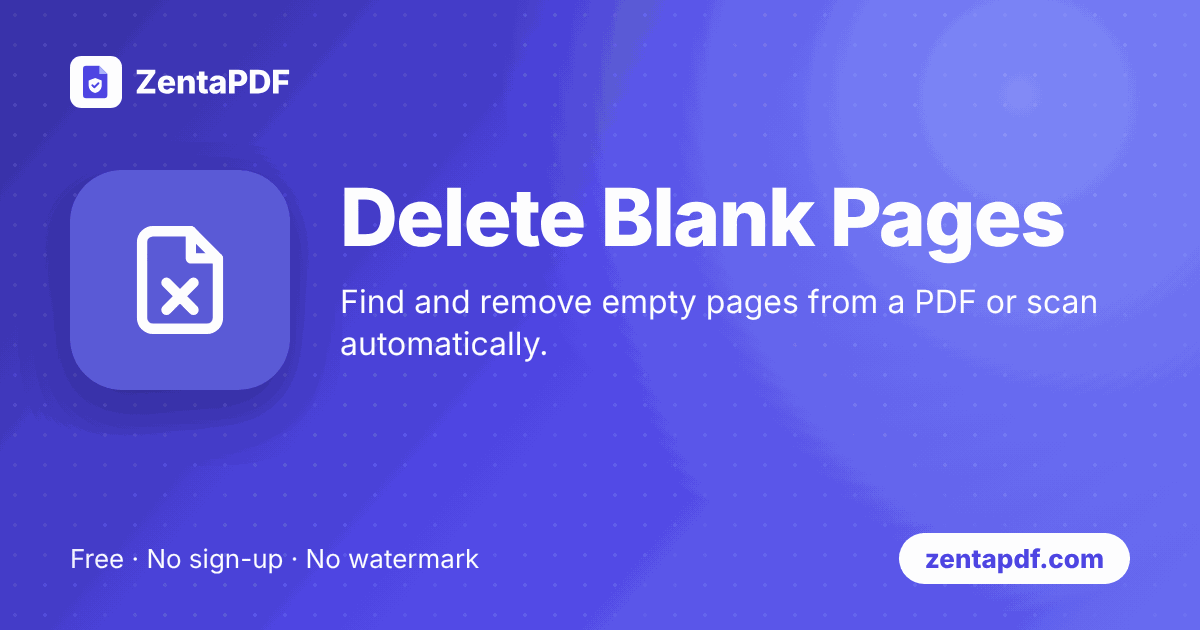 ZentaPDF
Delete Blank Pages
Find and remove empty pages from a PDF or scan
automatically.
Free · No sign-up · No watermark
zentapdf.com